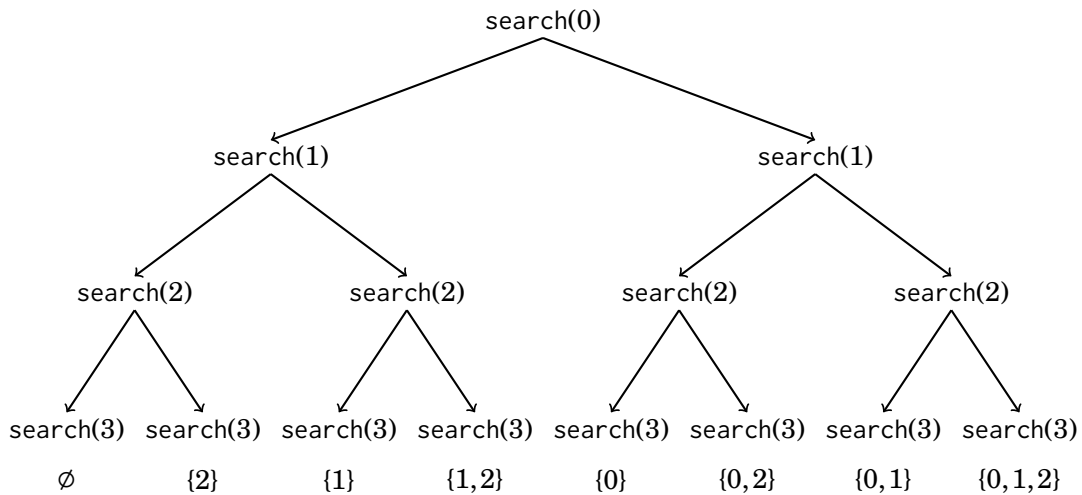 search(0)
search(1) search(1)
search(2) search(2) search(2) search(2)
search(3) search(3) search(3) search(3) search(3) search(3) search(3) search(3)
∅ {2} {1} {1,2} {0} {0,2} {0,1} {0,1,2}